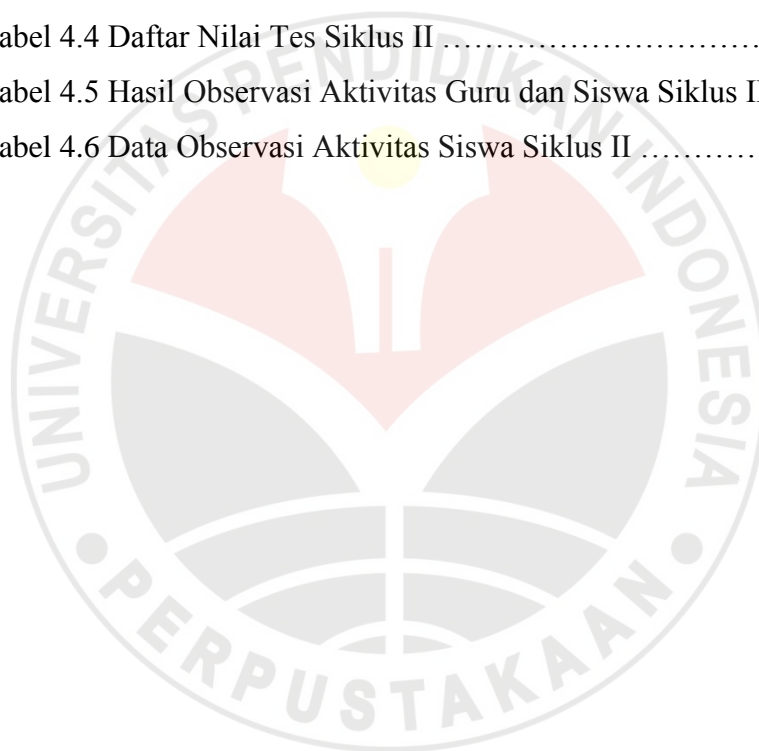 abel 4.4 Daftar Nilai Tes Siklus II ……………………………
abel 4.5 Hasil Observasi Aktivitas Guru dan Siswa Siklus II
abel 4.6 Data Observasi Aktivitas Siswa Siklus II …………
UNIVERSITAS PENDIDIKAN INDONESIA
PERPUSTAKAAN